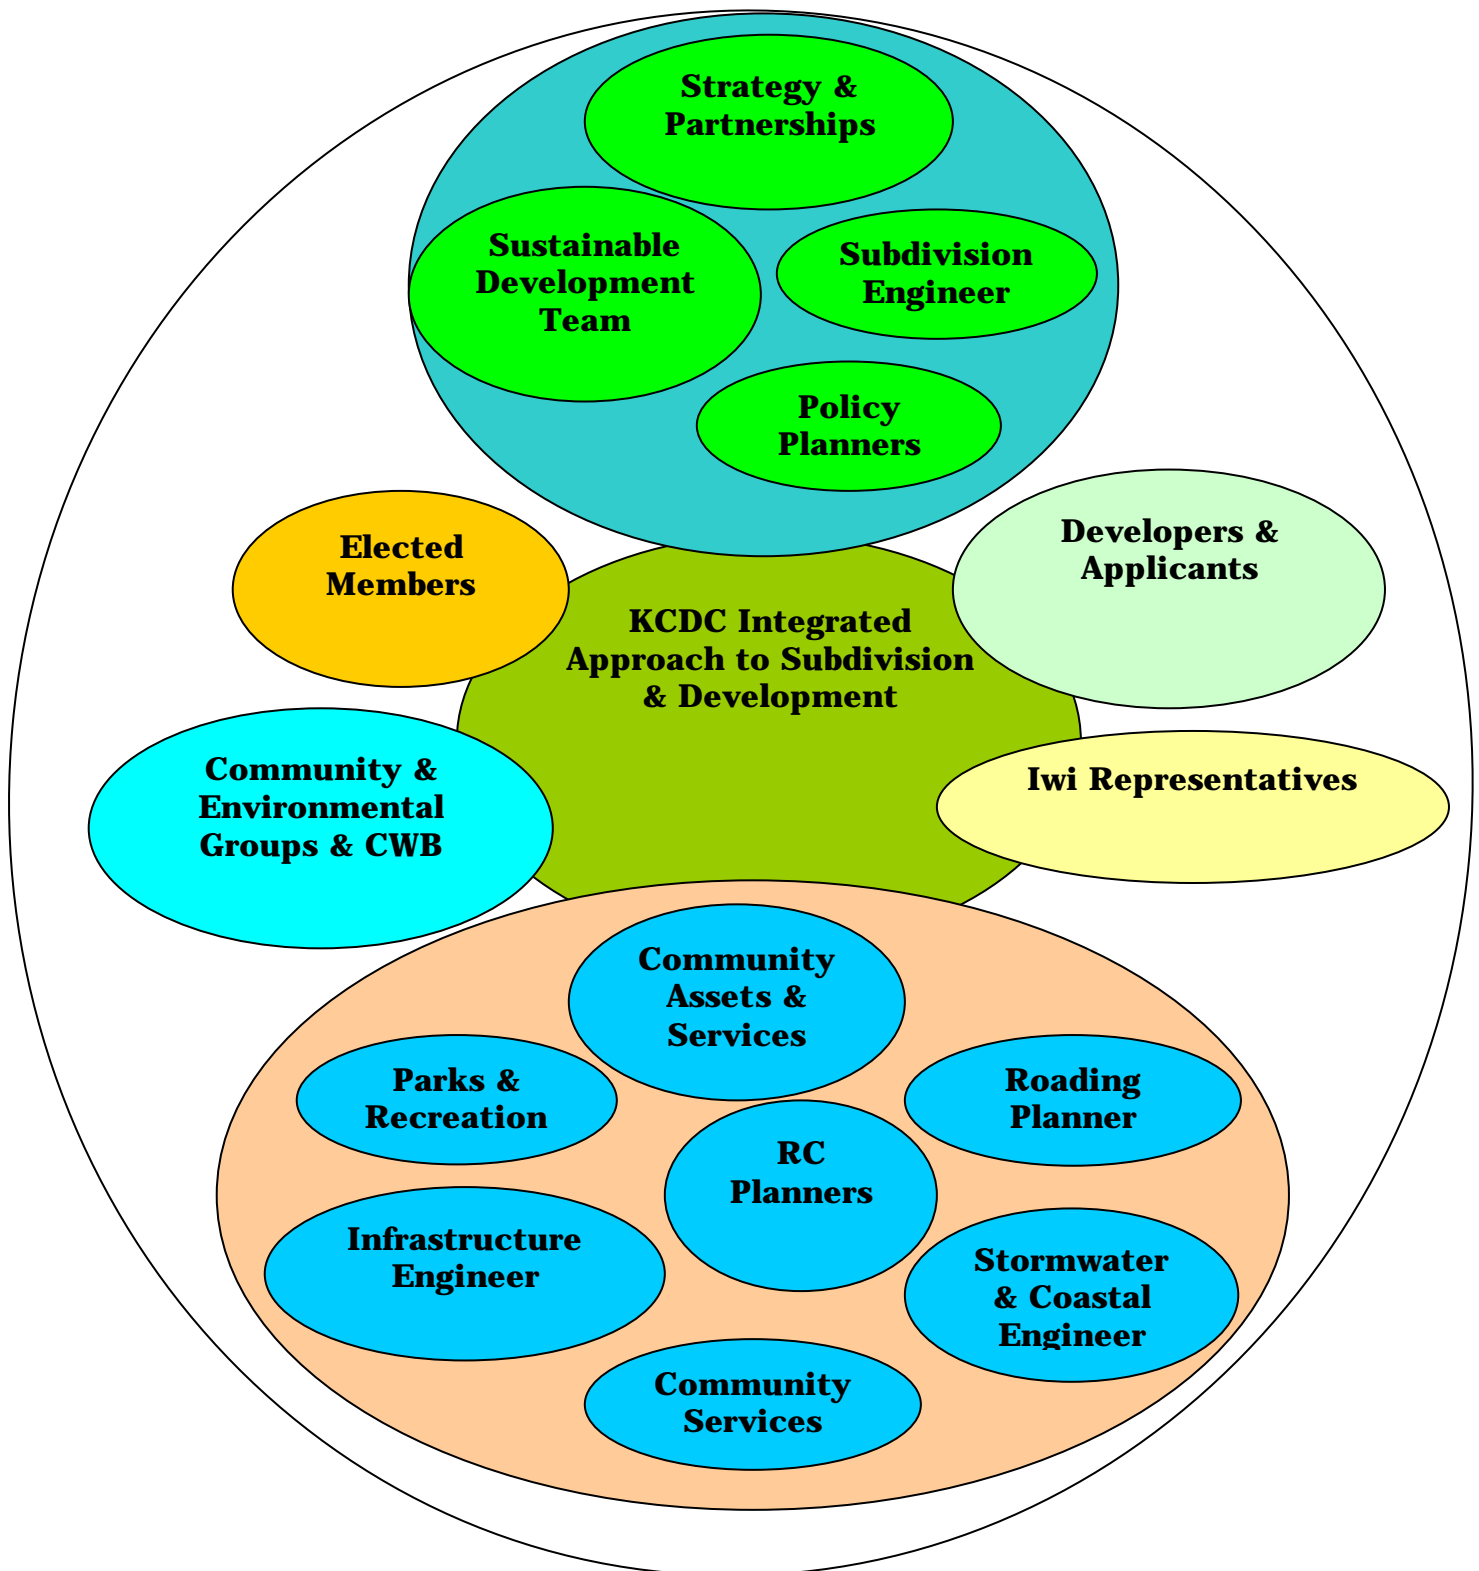 Strategy &
Partnerships
Sustainable
Development
Team
Subdivision
Engineer
Policy
Planners
Elected
Members
Developers &
Applicants
KCDC Integrated
Approach to Subdivision
& Development
Community &
Environmental
Groups & CWB
Iwi Representatives
Community
Assets &
Services
Parks &
Recreation
Roading
Planner
RC
Planners
Infrastructure
Engineer
Stormwater
& Coastal
Engineer
Community
Services